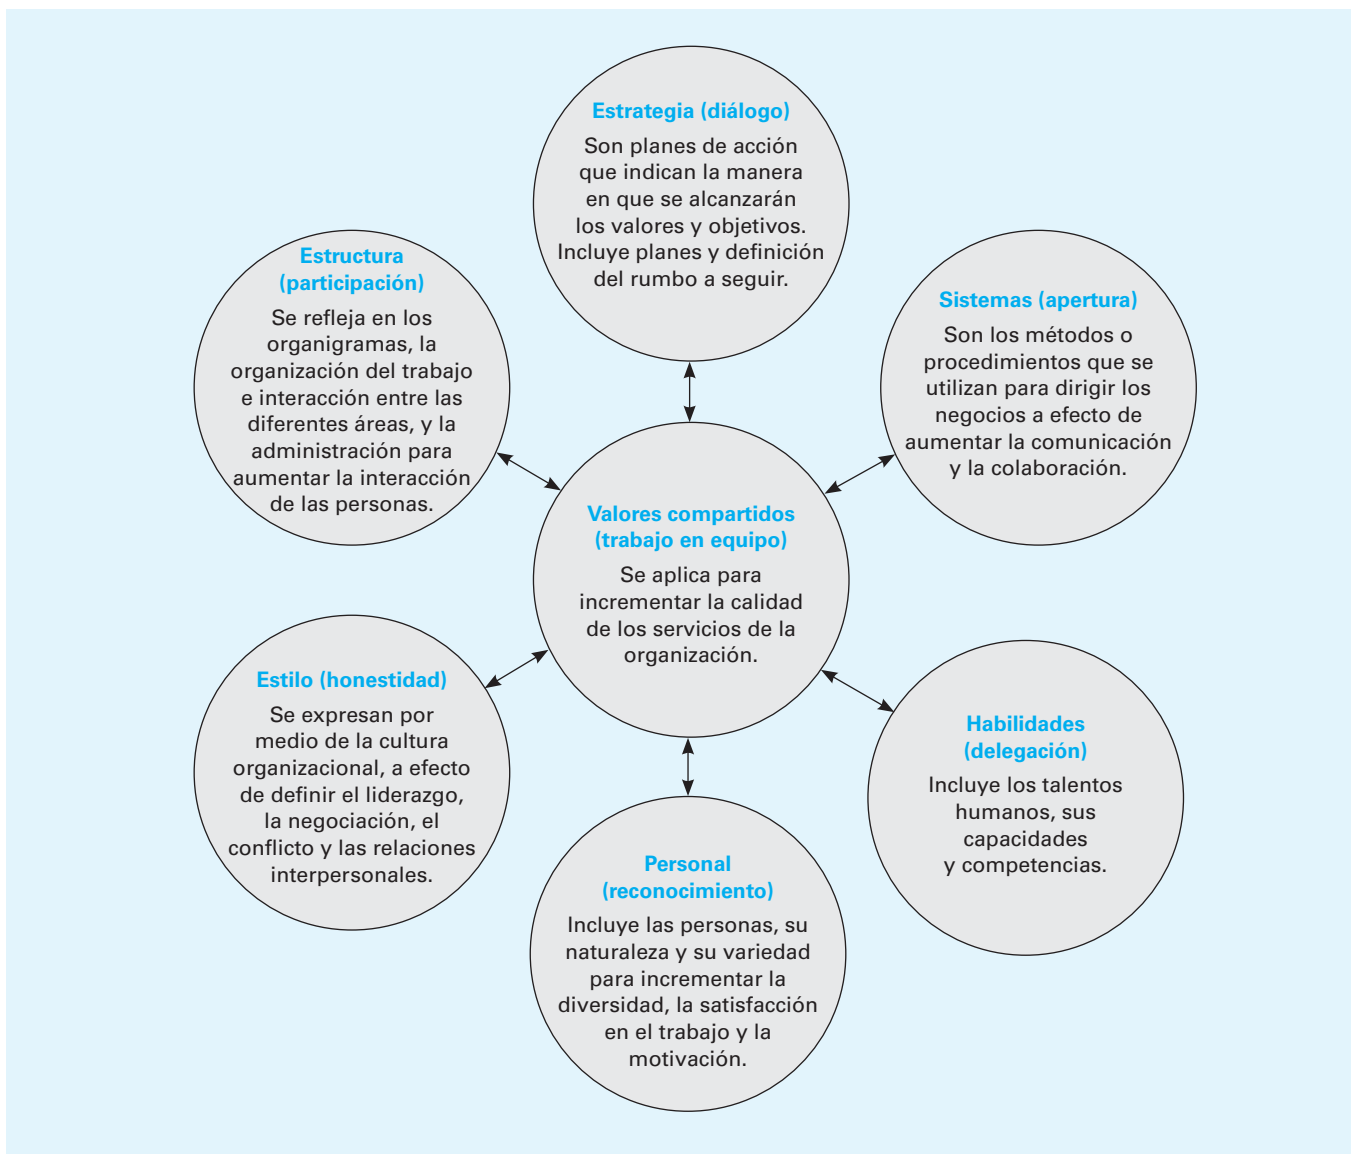 Estrategia (diálogo)
Son planes de acción
que indican la manera
en que se alcanzarán
los valores y objetivos.
Incluye planes y definición
del rumbo a seguir.
Estructura
(participación)
Se refleja en los
organigramas, la
organización del trabajo
e interacción entre las
diferentes áreas, y la
administración para
aumentar la interacción
de las personas.
Sistemas (apertura)
Son los métodos o
procedimientos que se
utilizan para dirigir los
negocios a efecto de
aumentar la comunicación
y la colaboración.
Valores compartidos
(trabajo en equipo)
Se aplica para
incrementar la calidad
de los servicios de la
organización.
Estilo (honestidad)
Se expresan por
medio de la cultura
organizacional, a efecto
de definir el liderazgo,
la negociación, el
conflicto y las relaciones
interpersonales.
Habilidades
(delegación)
Incluye los talentos
humanos, sus
capacidades
y competencias.
Personal
(reconocimiento)
Incluye las personas, su
naturaleza y su variedad
para incrementar la
diversidad, la satisfacción
en el trabajo y la
motivación.